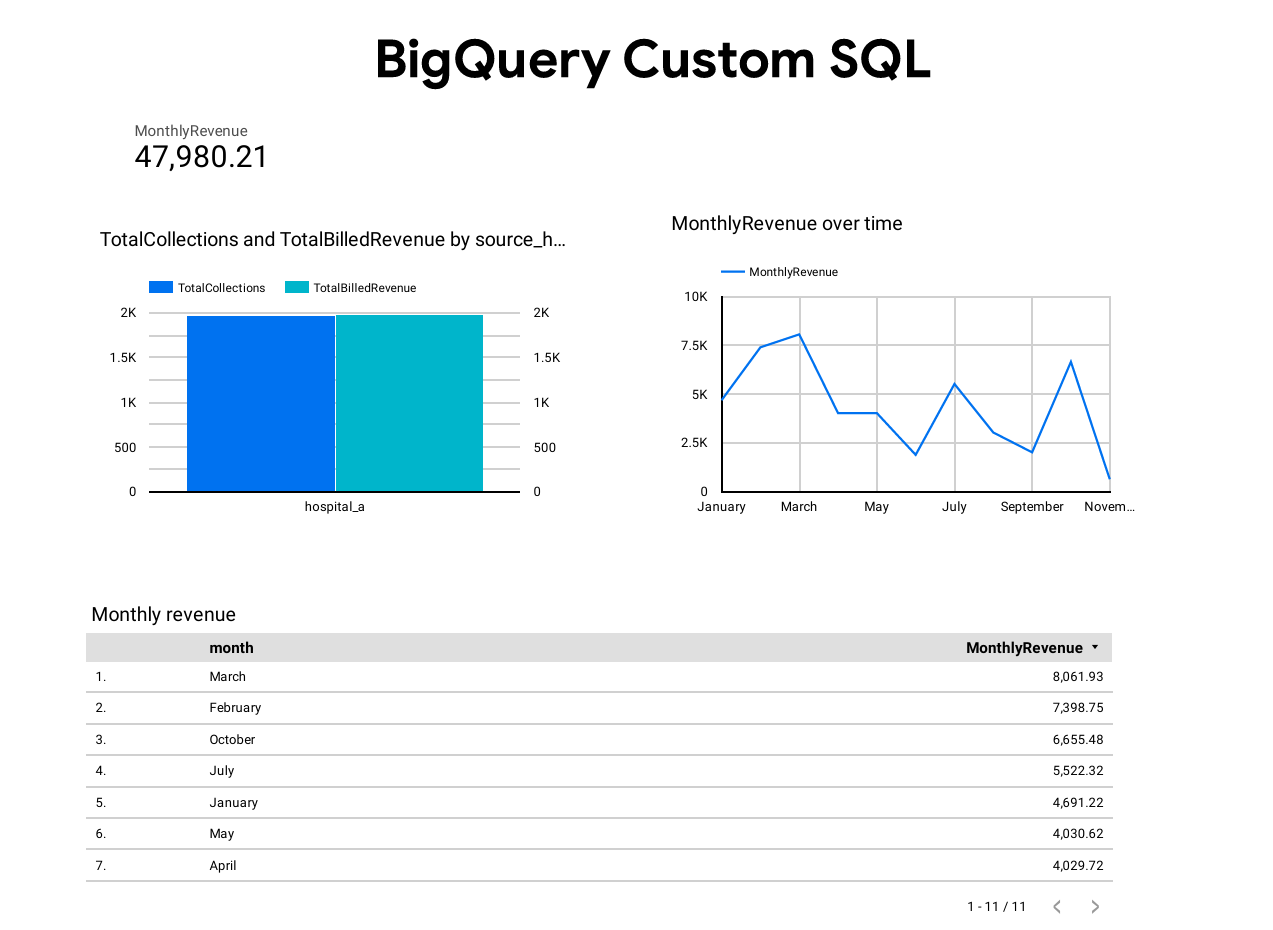 BigQuery Custom SQL
MonthlyRevenue
47,980.21
TotalCollections and TotalBilledRevenue by source_h...
TotalCollections TotalBilledRevenue
2K 2K
1.5K 1.5K
1K 1K
500 500
0 0
hospital_a
MonthlyRevenue over time
MonthlyRevenue
10K
7.5K
5K
2.5K
0
January March May July September Novem...
Monthly revenue
month MonthlyRevenue
1. March 8,061.93
2. February 7,398.75
3. October 6,655.48
4. July 5,522.32
5. January 4,691.22
6. May 4,030.62
7. April 4,029.72
1 - 11 / 11